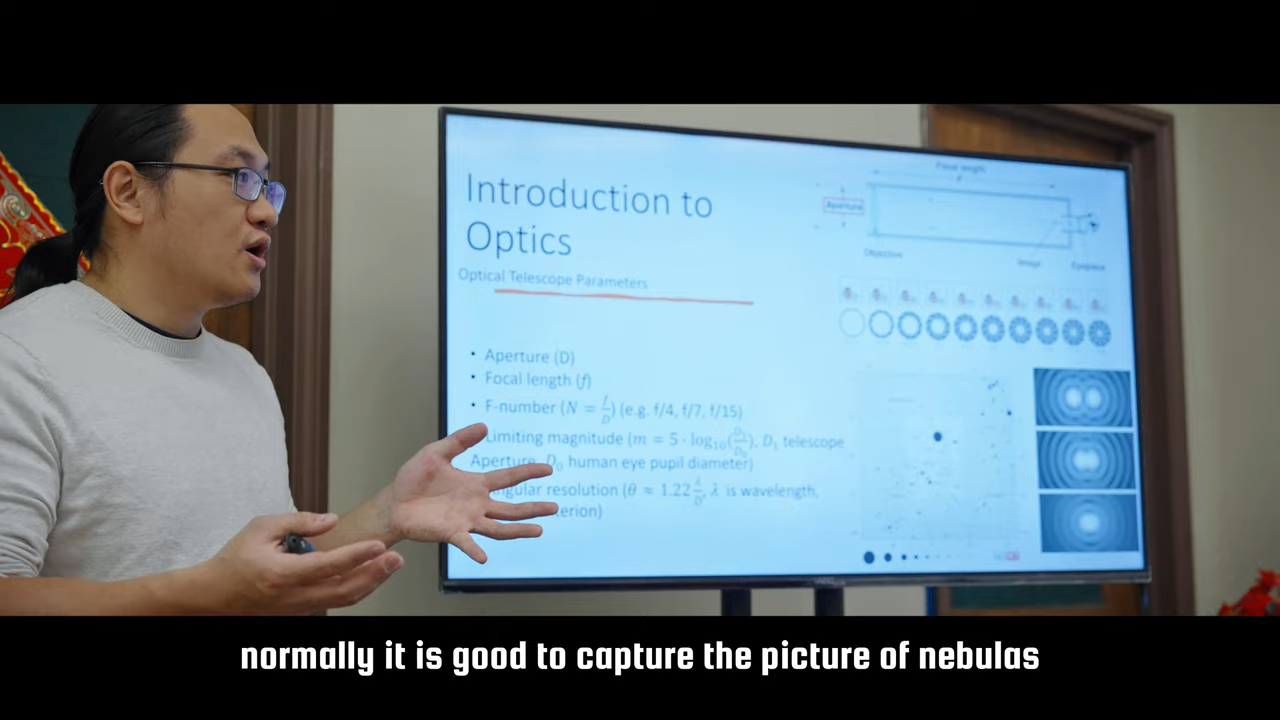 Introduction to
Optics
Optical Telescope Parameters
• Aperture (D)
• Focal length (f)
• F-number (N = f/D) (e.g. f/4, f/7, f/15)
Limiting magnitude (m = 5 · log₁₀(D₁/D₀), D₁ telescope
Aperture, D₀ human eye pupil diameter)
ngular resolution (θ ≈ 1.22 λ/D, λ is wavelength,
erion)
Focal length
Aperture
Objective
Image
Eyepiece
normally it is good to capture the picture of nebulas